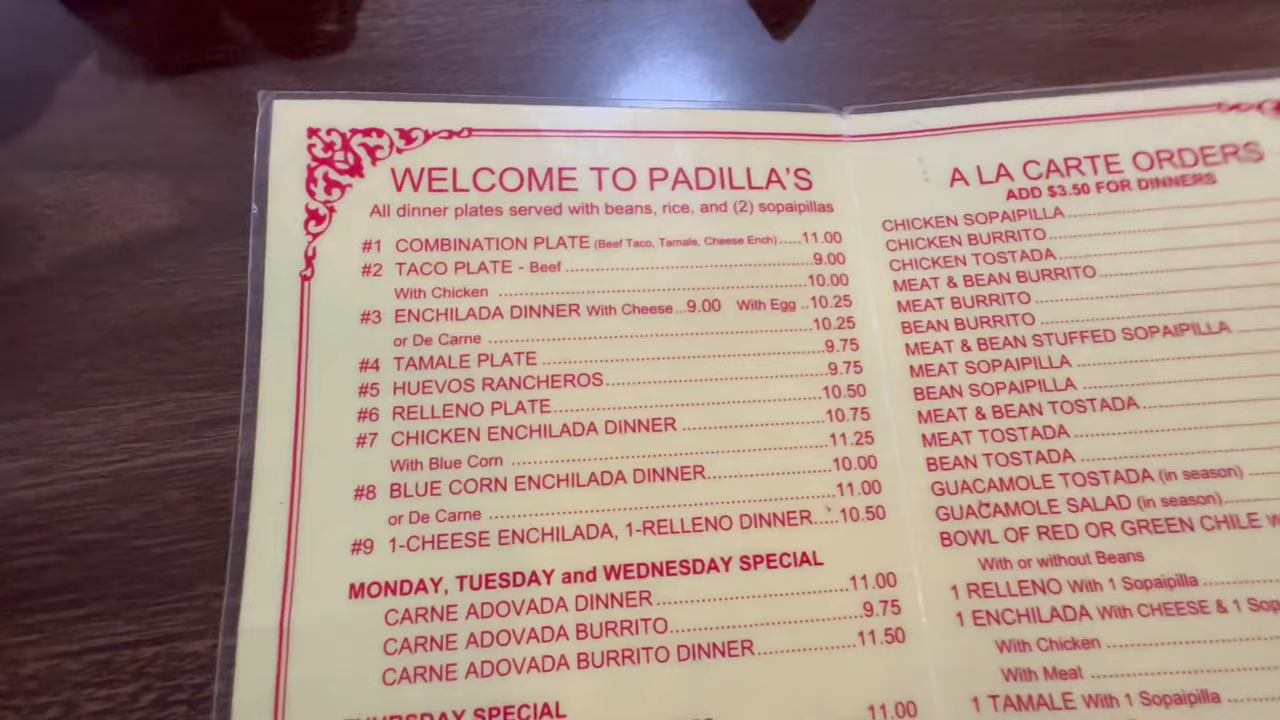 WELCOME TO PADILLA'S
All dinner plates served with beans, rice, and (2) sopaipillas
#1 COMBINATION PLATE (Beef Taco, Tamale, Cheese Ench).....11.00
#2 TACO PLATE - Beef ........9.00
With Chicken ........10.00
#3 ENCHILADA DINNER With Cheese...9.00 With Egg ..10.25
or De Carne ........10.25
#4 TAMALE PLATE ........9.75
#5 HUEVOS RANCHEROS........9.75
#6 RELLENO PLATE........10.50
#7 CHICKEN ENCHILADA DINNER ........10.75
With Blue Corn ........11.25
#8 BLUE CORN ENCHILADA DINNER........10.00
or De Carne ........11.00
#9 1-CHEESE ENCHILADA, 1-RELLENO DINNER.....10.50
MONDAY, TUESDAY and WEDNESDAY SPECIAL
CARNE ADOVADA DINNER........11.00
CARNE ADOVADA BURRITO........9.75
CARNE ADOVADA BURRITO DINNER........11.50
THURSDAY SPECIAL
11.00
A LA CARTE ORDERS
ADD $3.50 FOR DINNERS
CHICKEN SOPAIPILLA
CHICKEN BURRITO
CHICKEN TOSTADA
MEAT & BEAN BURRITO
MEAT BURRITO
BEAN BURRITO
MEAT & BEAN STUFFED SOPAIPILLA
MEAT SOPAIPILLA
BEAN SOPAIPILLA
MEAT & BEAN TOSTADA
MEAT TOSTADA
BEAN TOSTADA
GUACAMOLE TOSTADA (in season)
GUACAMOLE SALAD (in season)
BOWL OF RED OR GREEN CHILE
With or without Beans
1 RELLENO With 1 Sopaipilla
1 ENCHILADA With CHEESE & 1
With Chicken
With Meat
1 TAMALE With 1 Sopaipilla